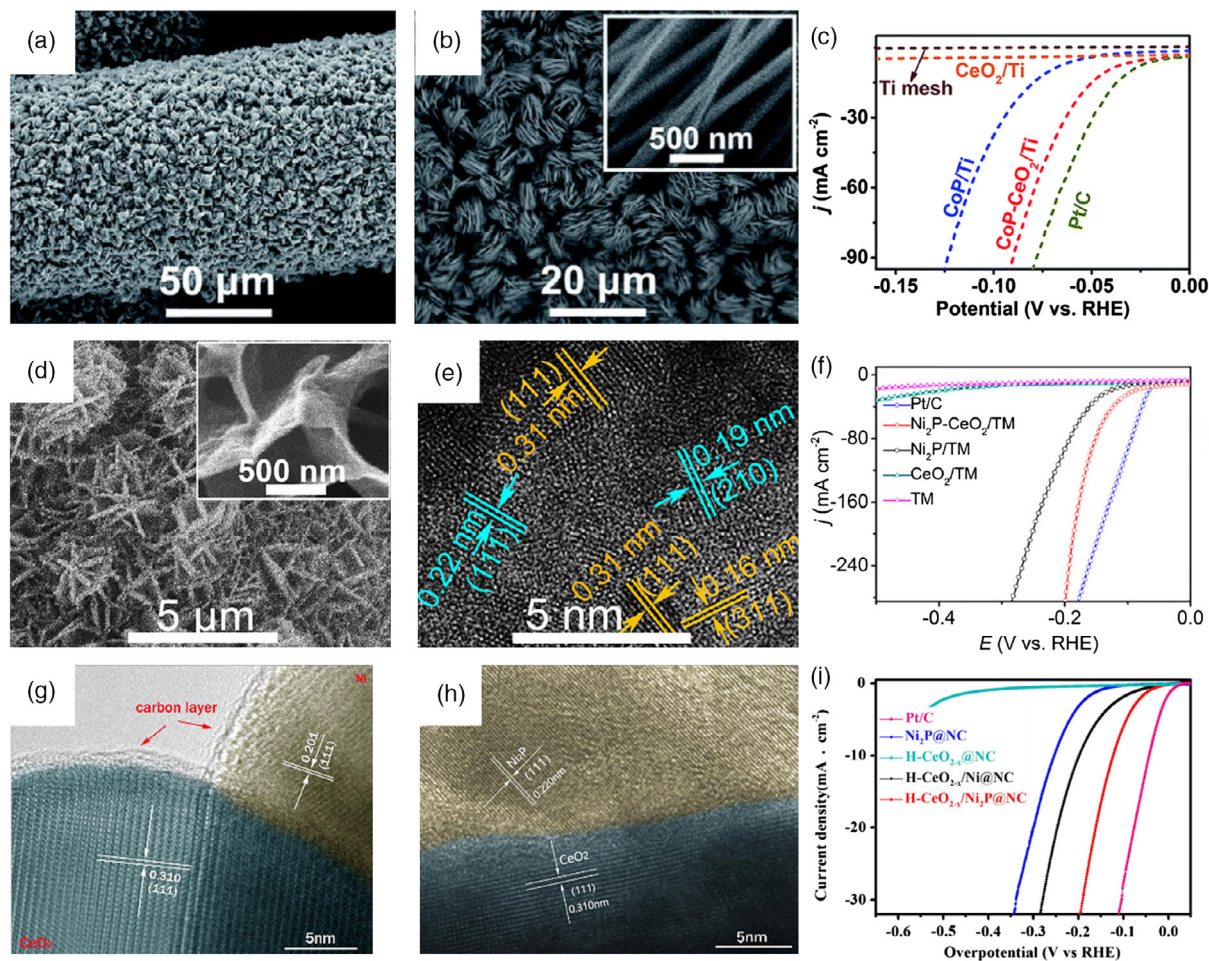 (a)
50 µm
(b)
500 nm
20 µm
(c)
j (mA cm⁻²)
-30
-60
-90
Ti mesh
CeO₂/Ti
CoP/Ti
CoP-CeO₂/Ti
Pt/C
-0.15 -0.10 -0.05 0.00
Potential (V vs. RHE)
(d)
500 nm
5 µm
(e)
(111)
0.31 nm
0.19 nm
(210)
0.22 nm
(111)
0.31 nm
(111)
0.16 nm
(311)
5 nm
(f)
j (mA cm⁻²)
0
-80
-160
-240
Pt/C
Ni₂P-CeO₂/TM
Ni₂P/TM
CeO₂/TM
TM
-0.4 -0.2 0.0
E (V vs. RHE)
(g)
Ni
carbon layer
0.201
(111)
0.310
(111)
CeO₂
5nm
(h)
Ni₂P
(111)
0.220nm
CeO₂
(111)
0.310nm
5nm
(i)
Current density(mA . cm⁻²)
0
-10
-20
-30
Pt/C
Ni₂P@NC
H-CeO₂₋ₓ@NC
H-CeO₂₋ₓ/Ni@NC
H-CeO₂₋ₓ/Ni₂P@NC
-0.6 -0.5 -0.4 -0.3 -0.2 -0.1 0.0
Overpotential (V vs RHE)